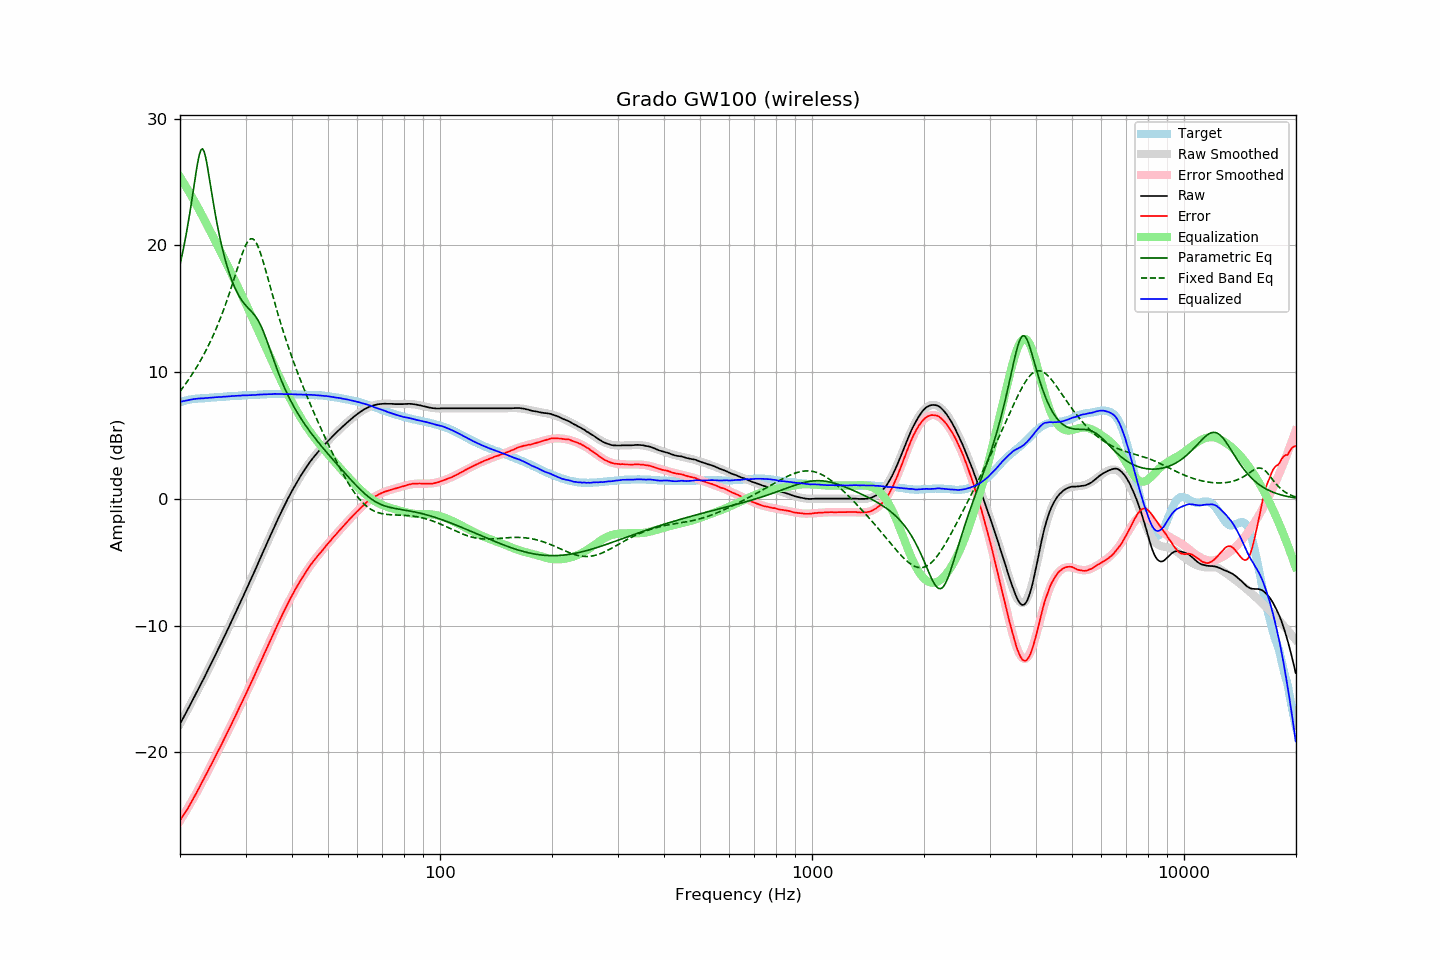 Grado GW100 (wireless)
30
20
10
0
−10
−20
Amplitude (dBr)
100
1000
10000
Frequency (Hz)
Target
Raw Smoothed
Error Smoothed
Raw
Error
Equalization
Parametric Eq
Fixed Band Eq
Equalized